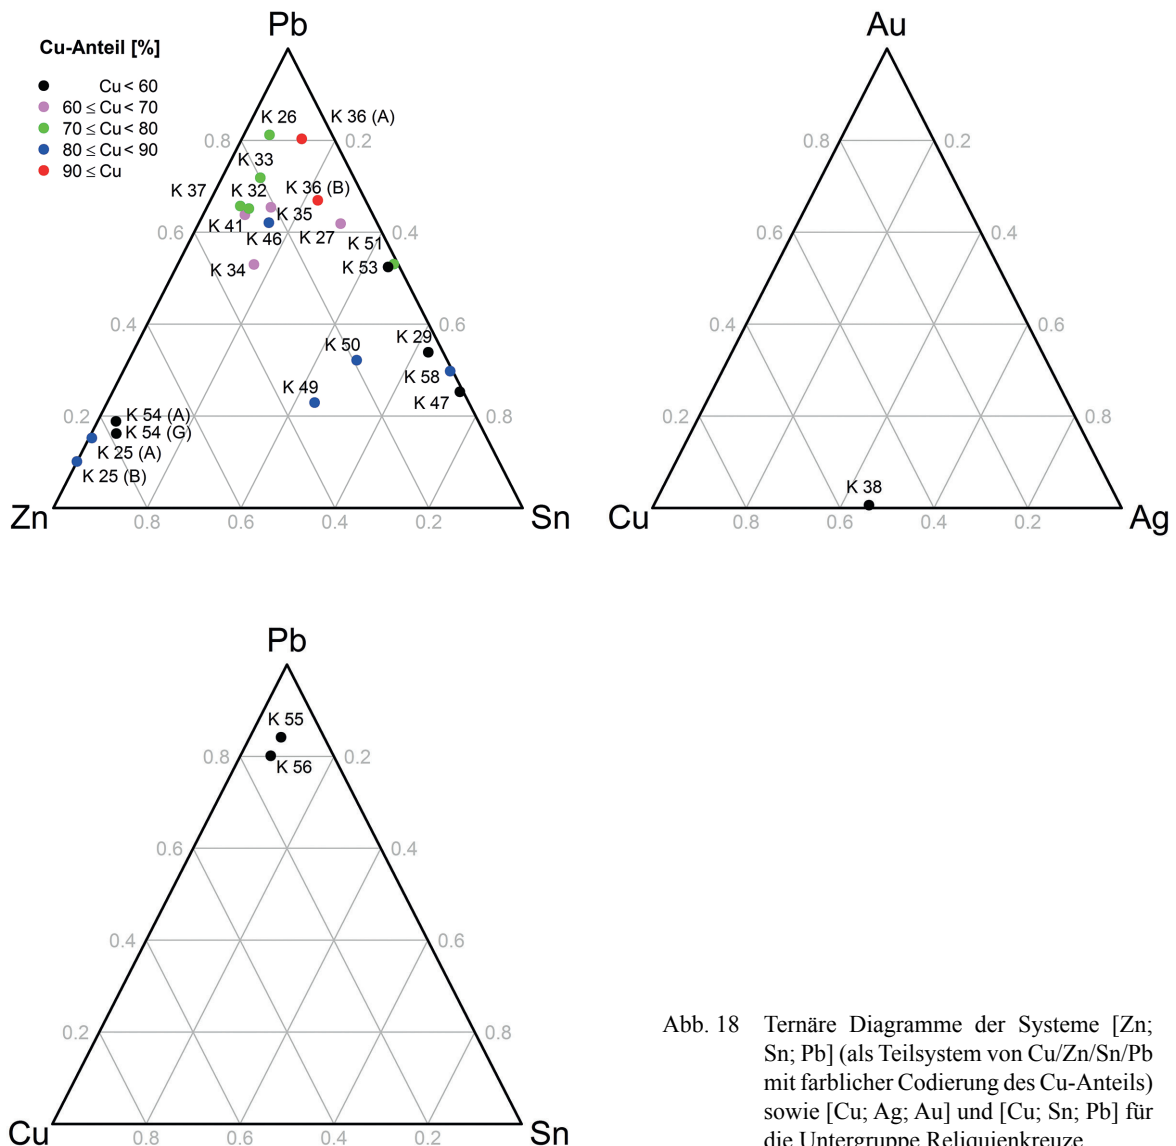 Pb
Cu-Anteil [%]
Cu < 60
60 ≤ Cu < 70
70 ≤ Cu < 80
80 ≤ Cu < 90
90 ≤ Cu
K 26
K 36 (A)
0.8
0.2
K 33
K 37
K 32
K 36 (B)
K 41
K 35
K 46
K 27
0.6
0.4
K 51
K 34
K 53
0.4
0.6
K 29
K 50
K 58
K 49
K 47
0.2
0.8
K 54 (A)
K 54 (G)
K 25 (A)
K 25 (B)
Zn
0.8
0.6
0.4
0.2
Sn
Au
0.8
0.2
0.6
0.4
0.4
0.6
0.2
0.8
K 38
Cu
0.8
0.6
0.4
0.2
Ag
Pb
K 55
0.8
0.2
K 56
0.6
0.4
0.4
0.6
0.2
0.8
Cu
0.8
0.6
0.4
0.2
Sn
Abb. 18 Ternäre Diagramme der Systeme [Zn;
Sn; Pb] (als Teilsystem von Cu/Zn/Sn/Pb
mit farblicher Codierung des Cu-Anteils)
sowie [Cu; Ag; Au] und [Cu; Sn; Pb] für
die Untergruppe Reliquienkreuze